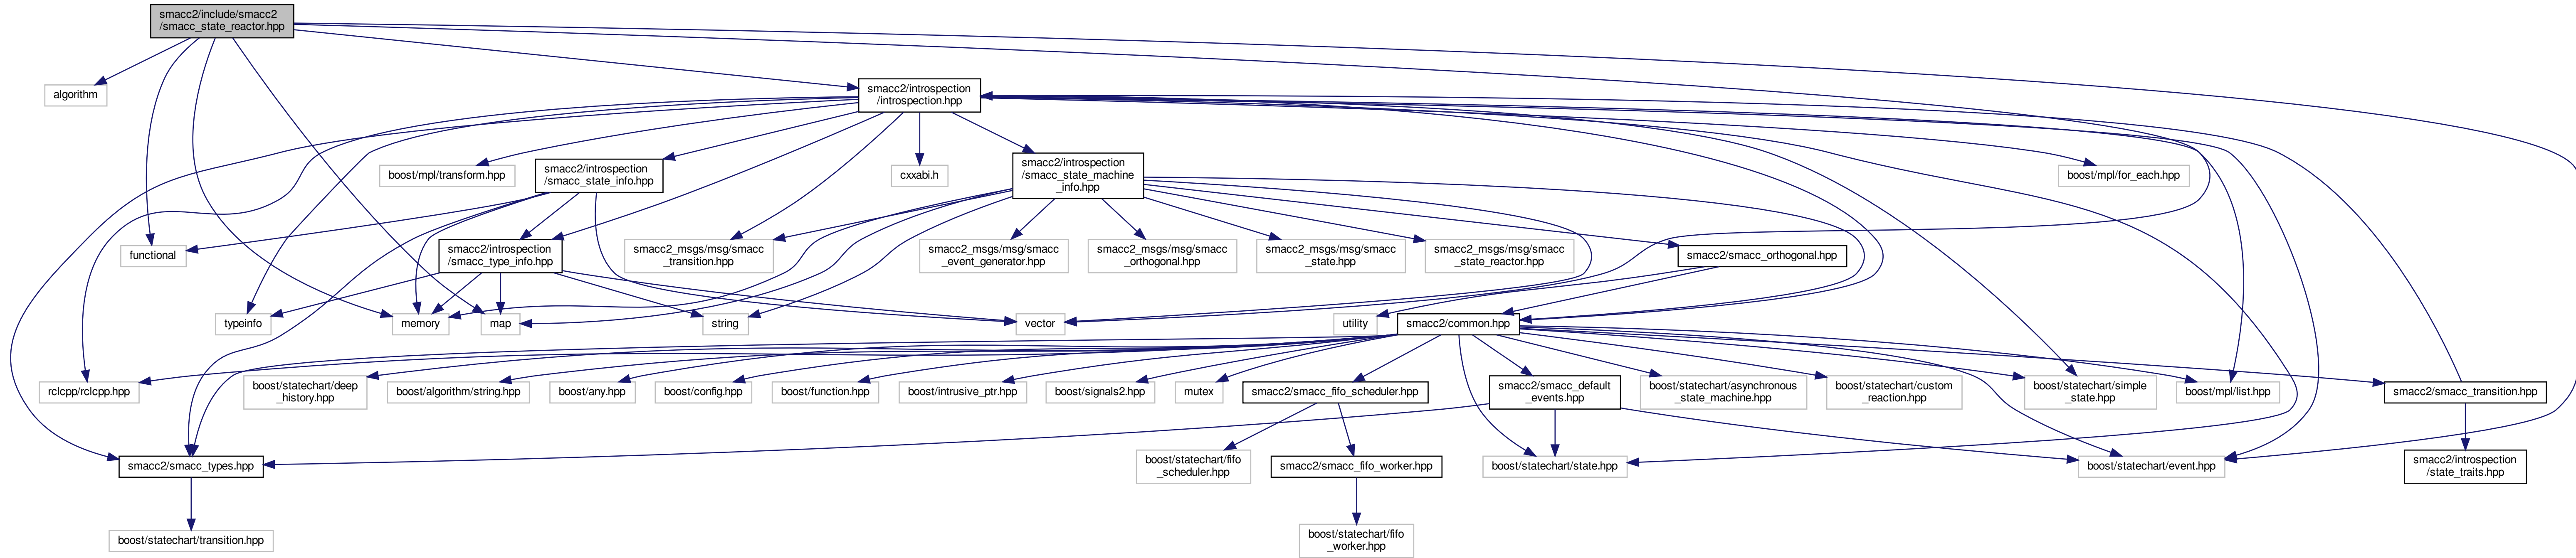 smacc2/include/smacc2
/smacc_state_reactor.hpp
algorithm
smacc2/introspection
/introspection.hpp
boost/mpl/transform.hpp
smacc2/introspection
/smacc_state_info.hpp
cxxabi.h
smacc2/introspection
/smacc_state_machine
_info.hpp
boost/mpl/for_each.hpp
functional
smacc2/introspection
/smacc_type_info.hpp
smacc2_msgs/msg/smacc
_transition.hpp
smacc2_msgs/msg/smacc
_event_generator.hpp
smacc2_msgs/msg/smacc
_orthogonal.hpp
smacc2_msgs/msg/smacc
_state.hpp
smacc2_msgs/msg/smacc
_state_reactor.hpp
smacc2/smacc_orthogonal.hpp
typeinfo
memory
map
string
vector
utility
smacc2/common.hpp
rclcpp/rclcpp.hpp
boost/statechart/deep
_history.hpp
boost/algorithm/string.hpp
boost/any.hpp
boost/config.hpp
boost/function.hpp
boost/intrusive_ptr.hpp
boost/signals2.hpp
mutex
smacc2/smacc_fifo_scheduler.hpp
smacc2/smacc_default
_events.hpp
boost/statechart/asynchronous
_state_machine.hpp
boost/statechart/custom
_reaction.hpp
boost/statechart/simple
_state.hpp
boost/mpl/list.hpp
smacc2/smacc_transition.hpp
smacc2/smacc_types.hpp
boost/statechart/fifo
_scheduler.hpp
smacc2/smacc_fifo_worker.hpp
boost/statechart/state.hpp
boost/statechart/event.hpp
smacc2/introspection
/state_traits.hpp
boost/statechart/transition.hpp
boost/statechart/fifo
_worker.hpp